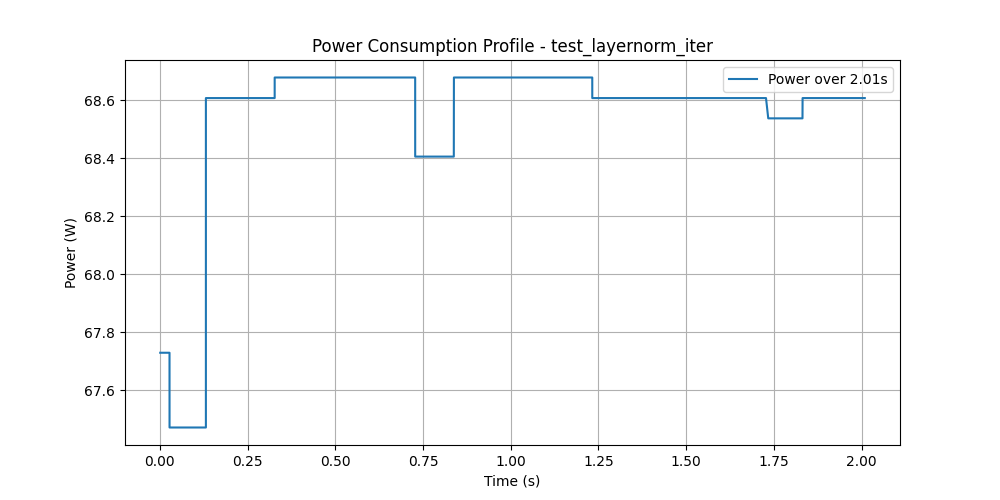 Power Consumption Profile - test_layernorm_iter
Power over 2.01s
Power (W)
68.6
68.4
68.2
68.0
67.8
67.6
0.00 0.25 0.50 0.75 1.00 1.25 1.50 1.75 2.00
Time (s)